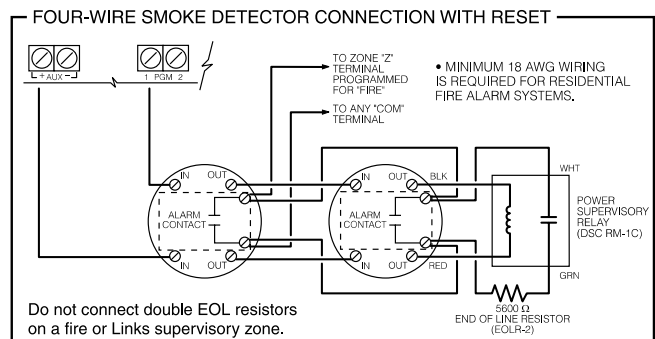 FOUR-WIRE SMOKE DETECTOR CONNECTION WITH RESET
+ AUX -
1 PGM 2
TO ZONE "Z"
TERMINAL
PROGRAMMED
FOR "FIRE"
TO ANY "COM"
TERMINAL
• MINIMUM 18 AWG WIRING
IS REQUIRED FOR RESIDENTIAL
FIRE ALARM SYSTEMS.
IN OUT
ALARM
CONTACT
IN OUT
IN OUT BLK
ALARM
CONTACT
IN OUT RED
WHT
POWER
SUPERVISORY
RELAY
(DSC RM-1C)
GRN
5600 Ω
END OF LINE RESISTOR
(EOLR-2)
Do not connect double EOL resistors
on a fire or Links supervisory zone.